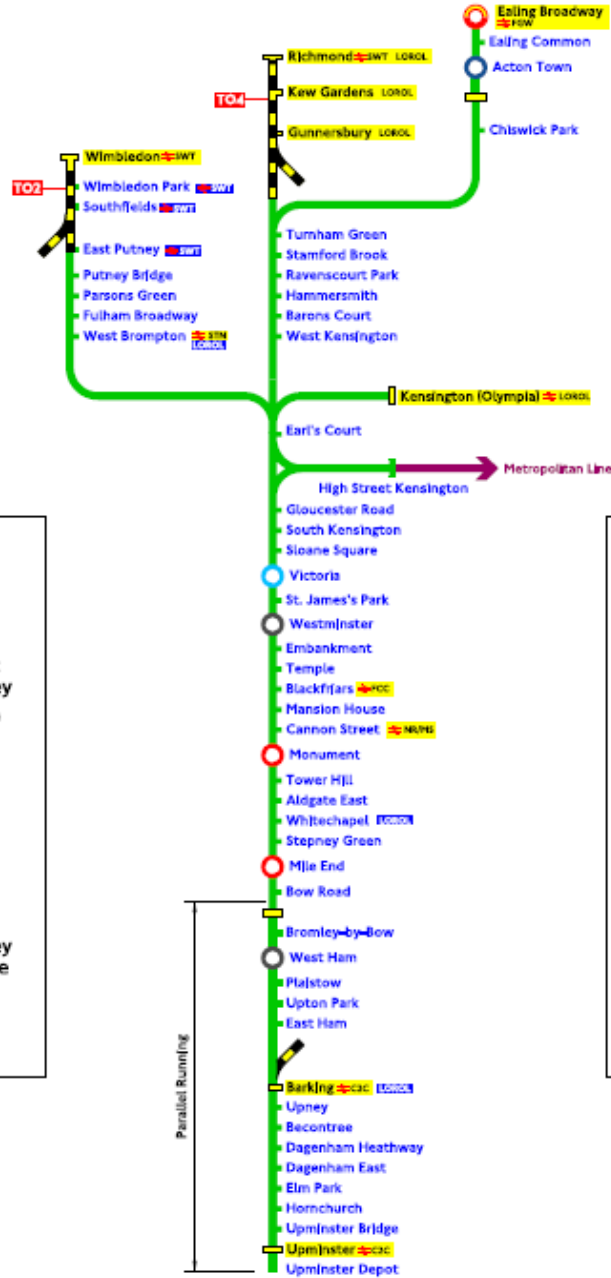 Ealing Broadway
FGW
Ealing Common
Acton Town
Chiswick Park
Richmond SWT LOROL
TO4
Kew Gardens LOROL
Gunnersbury LOROL
Wimbledon SWT
TO2
Wimbledon Park SWT
Southfields SWT
East Putney SWT
Putney Bridge
Parsons Green
Fulham Broadway
West Brompton STN
LOROL
Turnham Green
Stamford Brook
Ravenscourt Park
Hammersmith
Barons Court
West Kensington
Kensington (Olympia) LOROL
Earl's Court
Metropolitan Line
High Street Kensington
Gloucester Road
South Kensington
Sloane Square
Victoria
St. James's Park
Westminster
Embankment
Temple
Blackfriars FCC
Mansion House
Cannon Street NR/MS
Monument
Tower Hill
Aldgate East
Whitechapel LOROL
Stepney Green
Mile End
Bow Road
Bromley-by-Bow
West Ham
Plaistow
Upton Park
East Ham
Parallel Running
Barking C2C LOROL
Upney
Becontree
Dagenham Heathway
Dagenham East
Elm Park
Hornchurch
Upminster Bridge
Upminster C2C
Upminster Depot